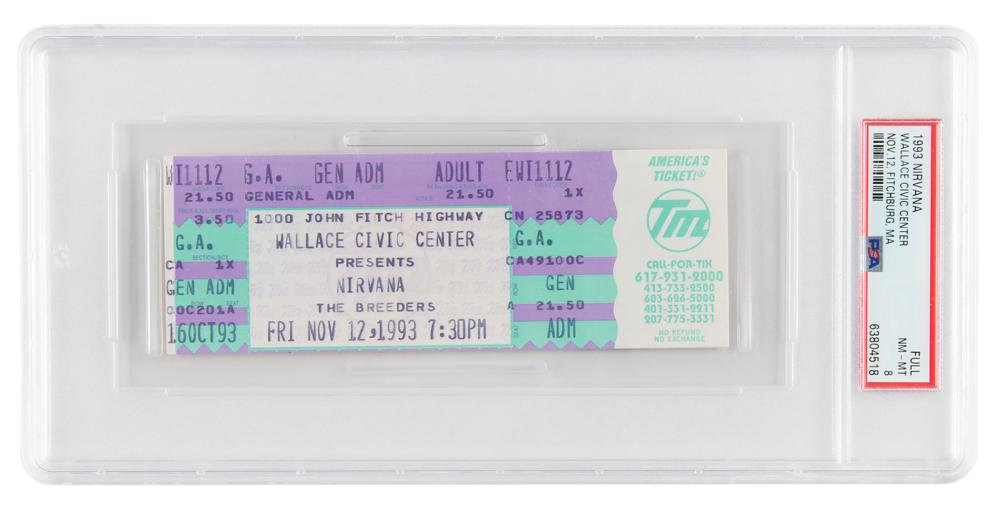 WI1112 G.A. GEN ADM ADULT EWI1112
21.50 GENERAL ADM 21.50 1X
3.50 1000 JOHN FITCH HIGHWAY CN 25873
G.A. WALLACE CIVIC CENTER G.A.
SECTION/BOX
CA 1X PRESENTS CA49100C
GEN ADM NIRVANA GEN
00C201A THE BREEDERS A 21.50
160CT93 FRI NOV 12,1993 7:30PM ADM
AMERICA'S
TICKET!®
TM
CALL-FOR-TIX
617-931-2000
413-733-2500
603-626-5000
401-331-2211
207-775-3331
NO REFUND
NO EXCHANGE
1993 NIRVANA
WALLACE CIVIC CENTER
NOV.12, FITCHBURG, MA
PSA
FULL
NM-MT 8
63804518